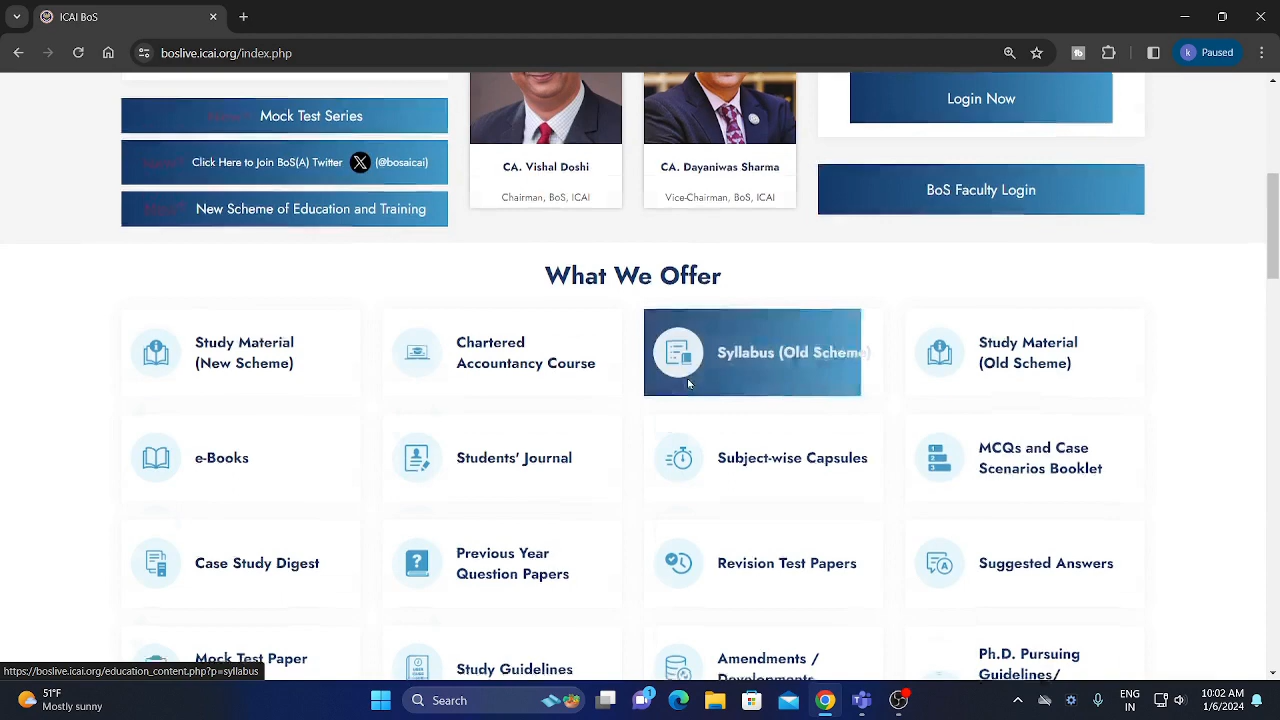 ICAI BoS
boslive.icai.org/index.php
k Paused
Mock Test Series
Click Here to Join BoS(A) Twitter X (@bosaicai)
New Scheme of Education and Training
CA. Vishal Doshi
Chairman, BoS, ICAI
CA. Dayaniwas Sharma
Vice-Chairman, BoS, ICAI
Login Now
BoS Faculty Login
What We Offer
Study Material
(New Scheme)
Chartered
Accountancy Course
Syllabus (Old Scheme)
Study Material
(Old Scheme)
e-Books
Students' Journal
Subject-wise Capsules
MCQs and Case
Scenarios Booklet
Case Study Digest
Previous Year
Question Papers
Revision Test Papers
Suggested Answers
Mock Test Paper
Study Guidelines
Amendments /
Developments
Ph.D. Pursuing
Guidelines/
https://boslive.icai.org/education_content.php?p=syllabus
51°F
Mostly sunny
Search
1
ENG
IN
10:02 AM
1/6/2024